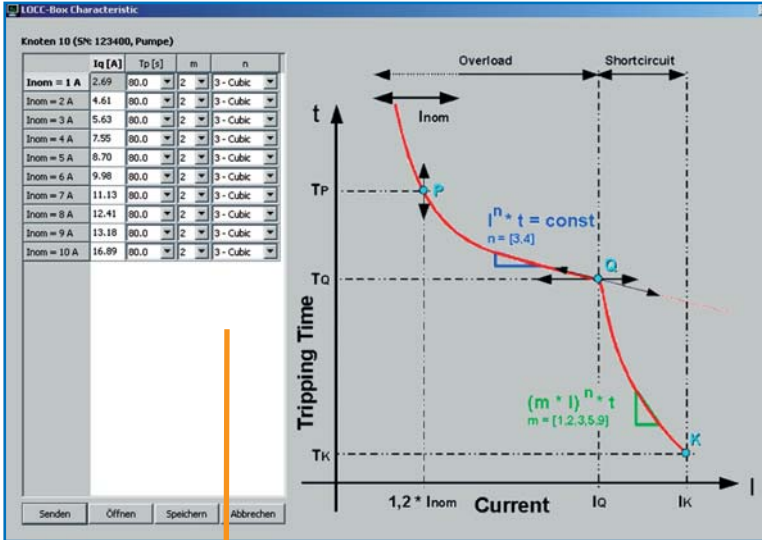 LOCC-Box Characteristic
Knoten 10 (SN: 123400, Pumpe)
Iq [A] Tp [s] m n
Inom = 1 A 2.69 80.0 2 3 - Cubic
Inom = 2 A 4.61 80.0 2 3 - Cubic
Inom = 3 A 5.63 80.0 2 3 - Cubic
Inom = 4 A 7.55 80.0 2 3 - Cubic
Inom = 5 A 8.70 80.0 2 3 - Cubic
Inom = 6 A 9.98 80.0 2 3 - Cubic
Inom = 7 A 11.13 80.0 2 3 - Cubic
Inom = 8 A 12.41 80.0 2 3 - Cubic
Inom = 9 A 13.18 80.0 2 3 - Cubic
Inom = 10 A 16.89 80.0 2 3 - Cubic
Senden Öffnen Speichern Abbrechen
Overload Shortcircuit
t Inom
TP P
I^n * t = const
n = [3,4]
TQ Q
Tripping Time
(m * I)^n * t
m = [1,2,3,5,9]
TK K
I
1,2 * Inom Current IQ IK